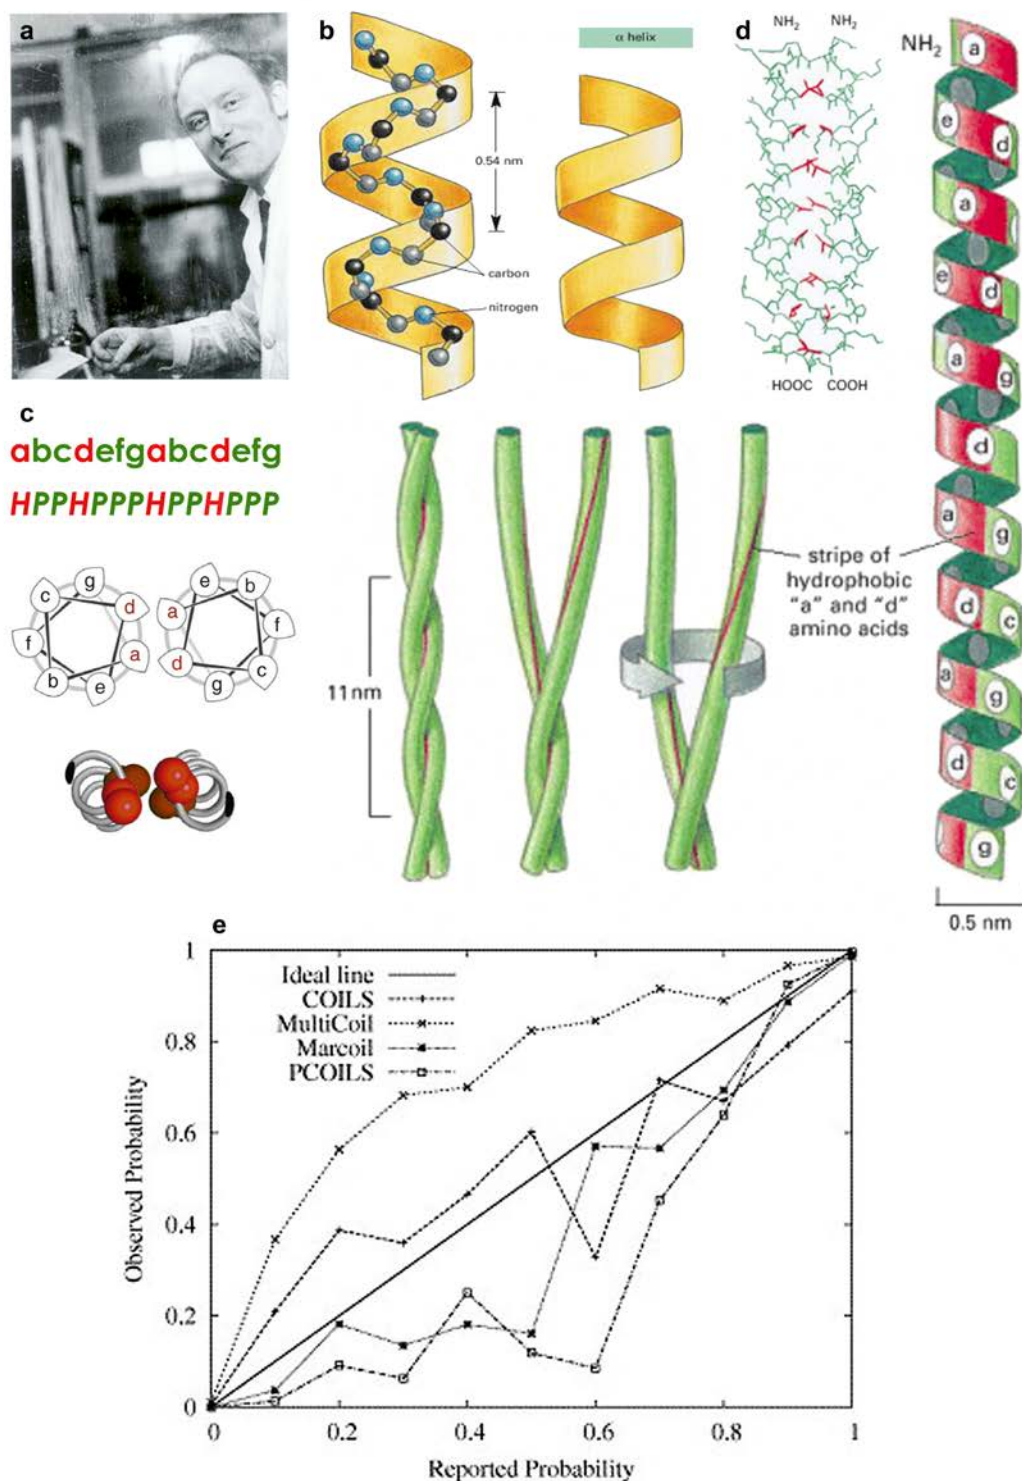 a
b
α helix
0.54 nm
carbon
nitrogen
d
NH2 NH2
HOOC COOH
NH2
a
e
d
a
e
d
a
g
d
a
g
d
c
a
g
d
c
g
0.5 nm
c
abcdefgabcdefg
HPPHPPPHPPHPPP
g
c
d
f
a
b
e
e
b
a
f
d
c
g
11nm
stripe of
hydrophobic
"a" and "d"
amino acids
e
Ideal line
COILS
MultiCoil
Marcoil
PCOILS
Observed Probability
1
0.8
0.6
0.4
0.2
0
0 0.2 0.4 0.6 0.8 1
Reported Probability